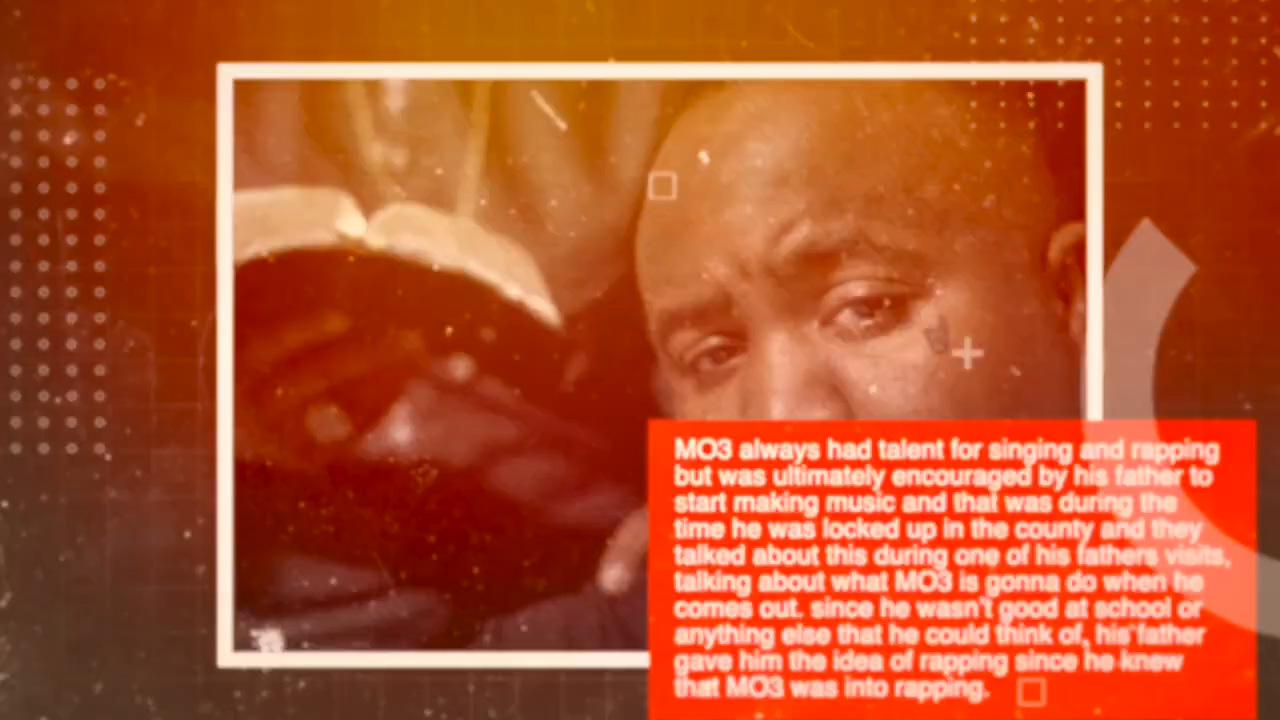 MO3 always had talent for singing and rapping
but was ultimately encouraged by his father to
start making music and that was during the
time he was locked up in the county and they
talked about this during one of his fathers visits,
talking about what MO3 is gonna do when he
comes out. since he wasn't good at school or
anything else that he could think of, his father
gave him the idea of rapping since he knew
that MO3 was into rapping.